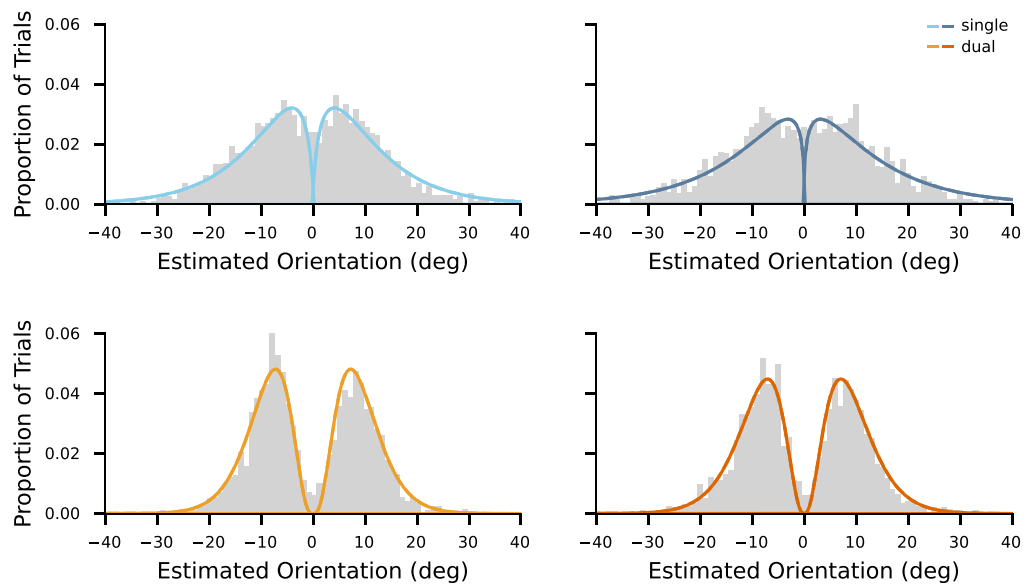 0.06
0.04
0.02
0.00
Proportion of Trials
−40 −30 −20 −10 0 10 20 30 40
Estimated Orientation (deg)
single
dual
−40 −30 −20 −10 0 10 20 30 40
Estimated Orientation (deg)
0.06
0.04
0.02
0.00
Proportion of Trials
−40 −30 −20 −10 0 10 20 30 40
Estimated Orientation (deg)
−40 −30 −20 −10 0 10 20 30 40
Estimated Orientation (deg)